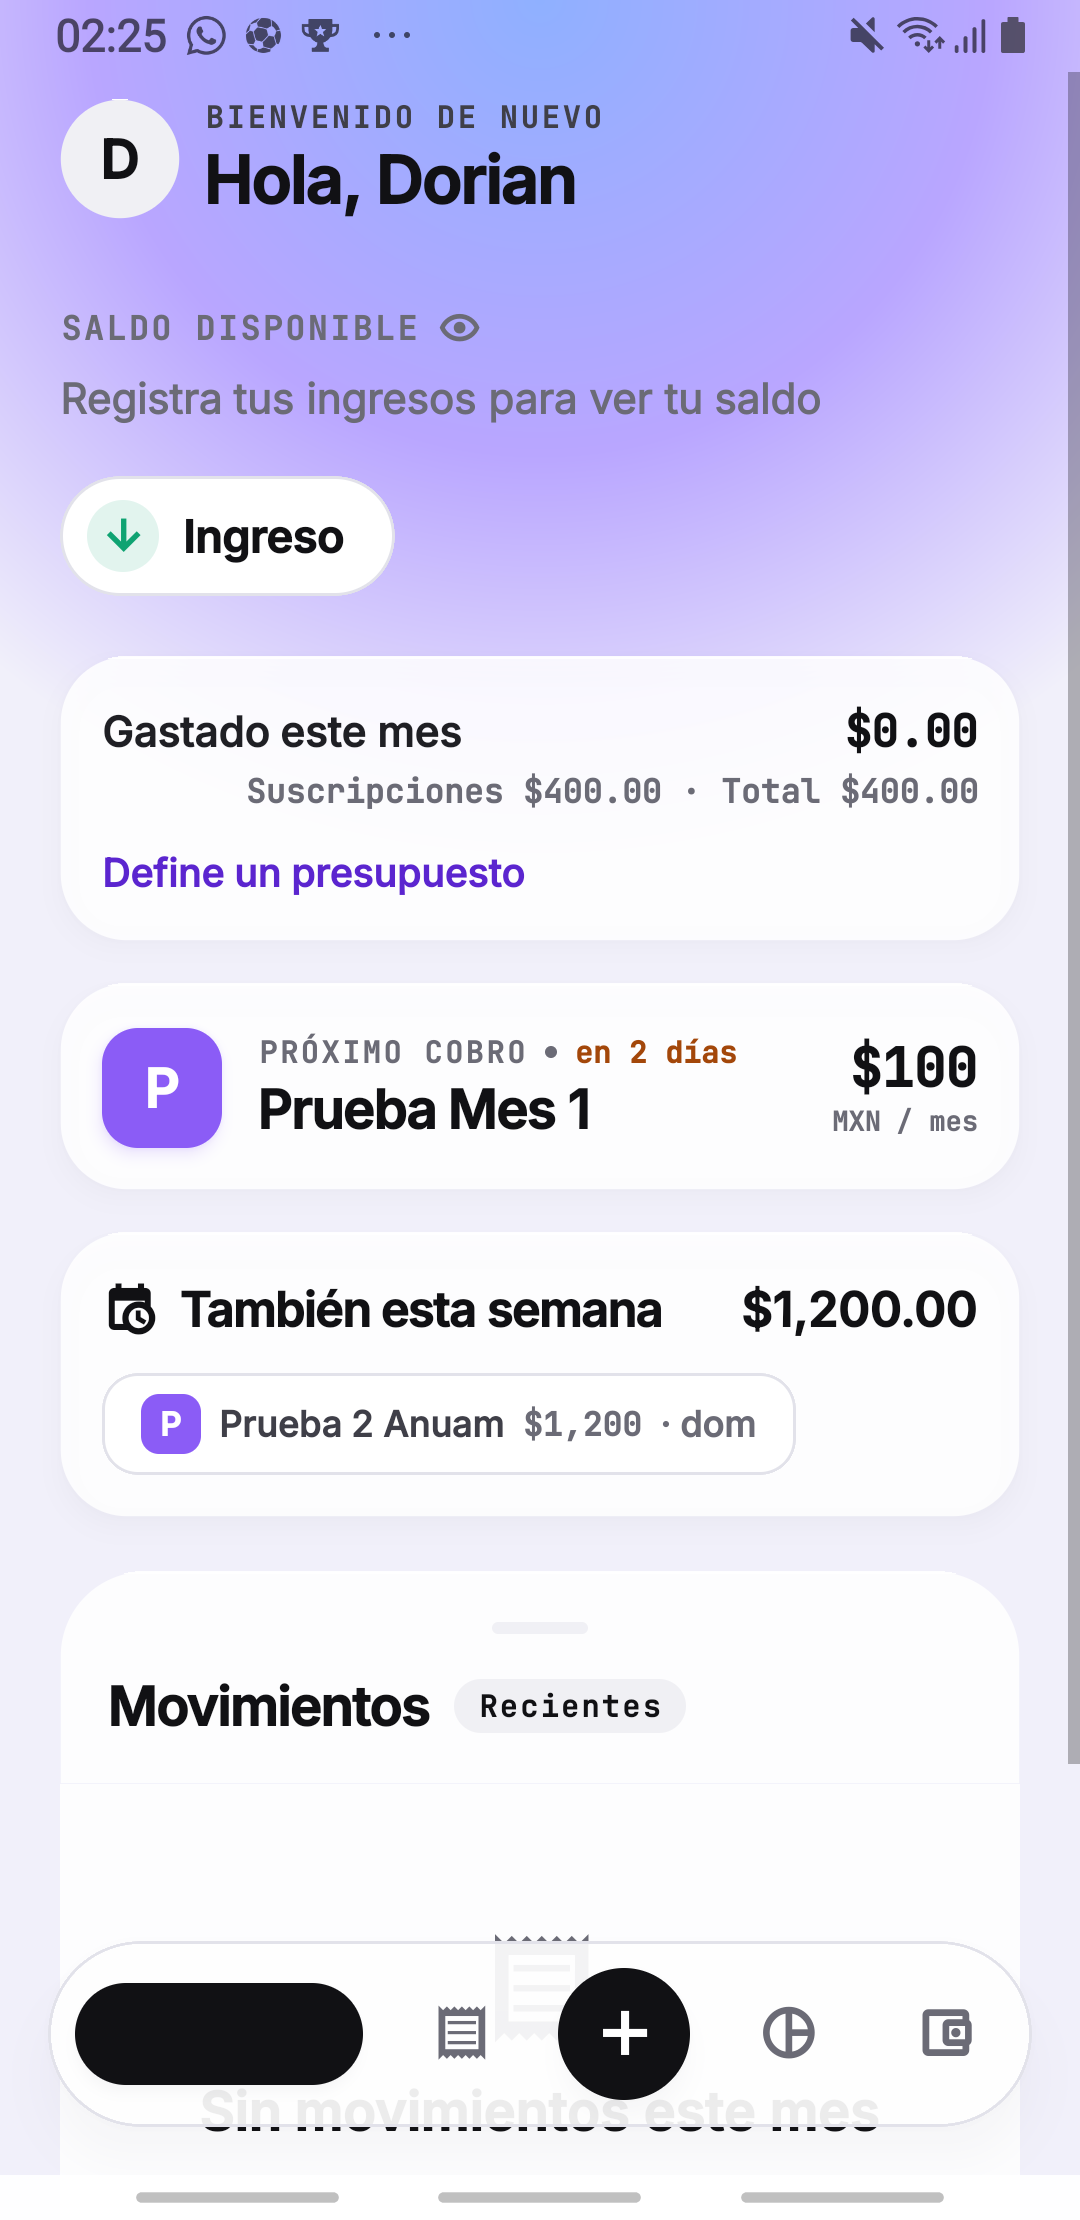 02:25
BIENVENIDO DE NUEVO
D
Hola, Dorian
SALDO DISPONIBLE
Registra tus ingresos para ver tu saldo
Ingreso
Gastado este mes $0.00
Suscripciones $400.00 · Total $400.00
Define un presupuesto
P
PRÓXIMO COBRO • en 2 días
Prueba Mes 1
$100
MXN / mes
También esta semana $1,200.00
P Prueba 2 Anuam $1,200 · dom
Movimientos Recientes
Sin movimientos este mes